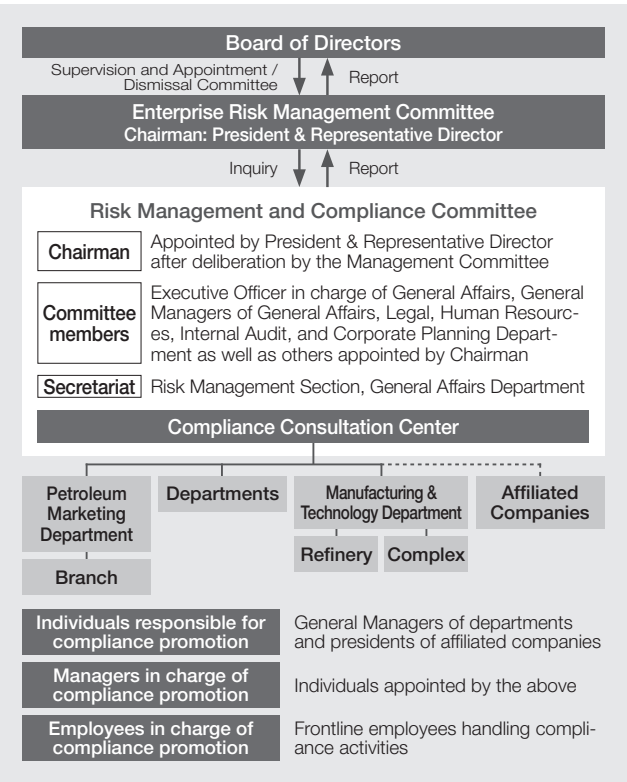 Board of Directors
Supervision and Appointment /
Dismissal Committee
Report
Enterprise Risk Management Committee
Chairman: President & Representative Director
Inquiry
Report
Risk Management and Compliance Committee
Chairman
Appointed by President & Representative Director
after deliberation by the Management Committee
Committee
members
Executive Officer in charge of General Affairs, General
Managers of General Affairs, Legal, Human Resourc-
es, Internal Audit, and Corporate Planning Depart-
ment as well as others appointed by Chairman
Secretariat
Risk Management Section, General Affairs Department
Compliance Consultation Center
Petroleum
Marketing
Department
Branch
Departments
Manufacturing &
Technology Department
Refinery
Complex
Affiliated
Companies
Individuals responsible for
compliance promotion
General Managers of departments
and presidents of affiliated companies
Managers in charge of
compliance promotion
Individuals appointed by the above
Employees in charge of
compliance promotion
Frontline employees handling compli-
ance activities